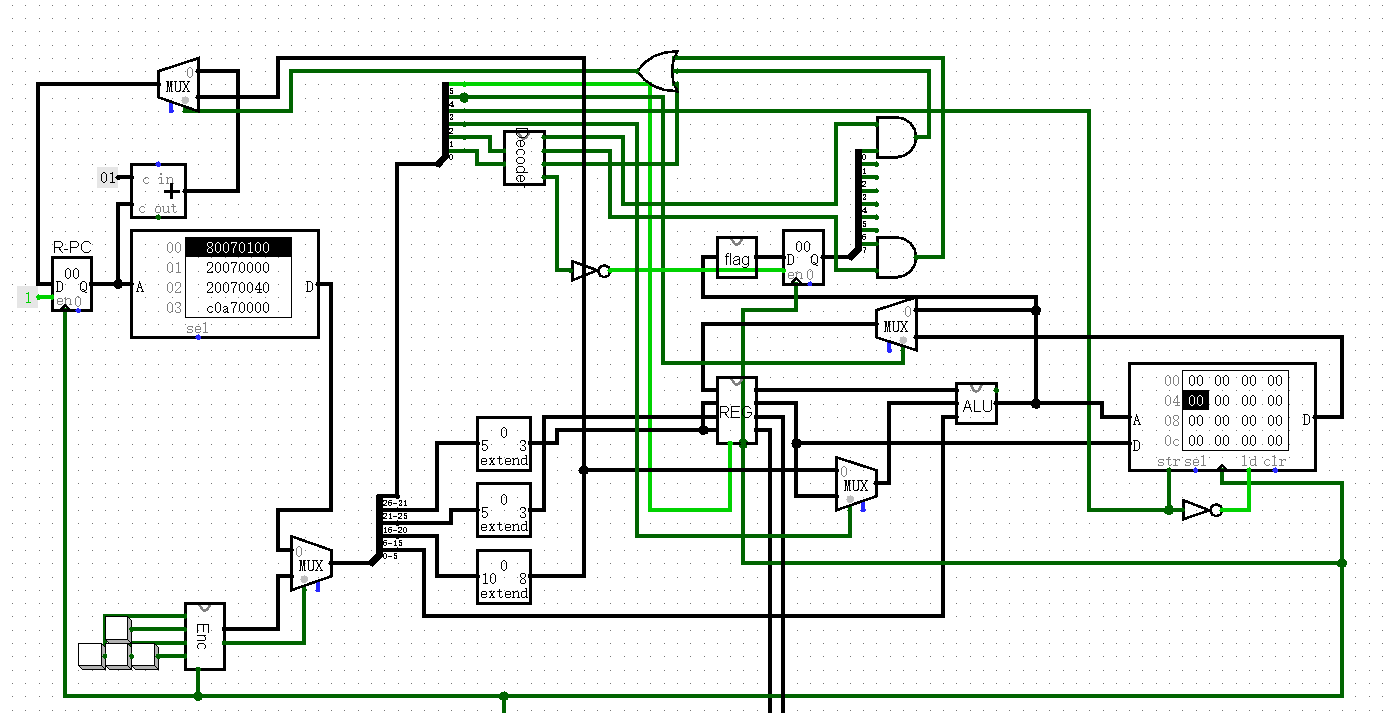 0
MUX
5
4
3
2
1
0
Decode
01
c in
+
c out
0
1
2
3
4
5
6
7
R-PC
00
D Q
en 0
1
00 80070100
01 20070000
02 20070040
03 c0a70000
A
D
sel
flag
00
D Q
en 0
0
MUX
REG
ALU
00 00 00 00 00
04 00 00 00 00
08 00 00 00 00
0c 00 00 00 00
A
D
D
str sel ld clr
0
5 3
extend
0
5 3
extend
0
10 8
extend
0
MUX
26-21
21-25
16-20
6-15
0-5
0
MUX
Enc